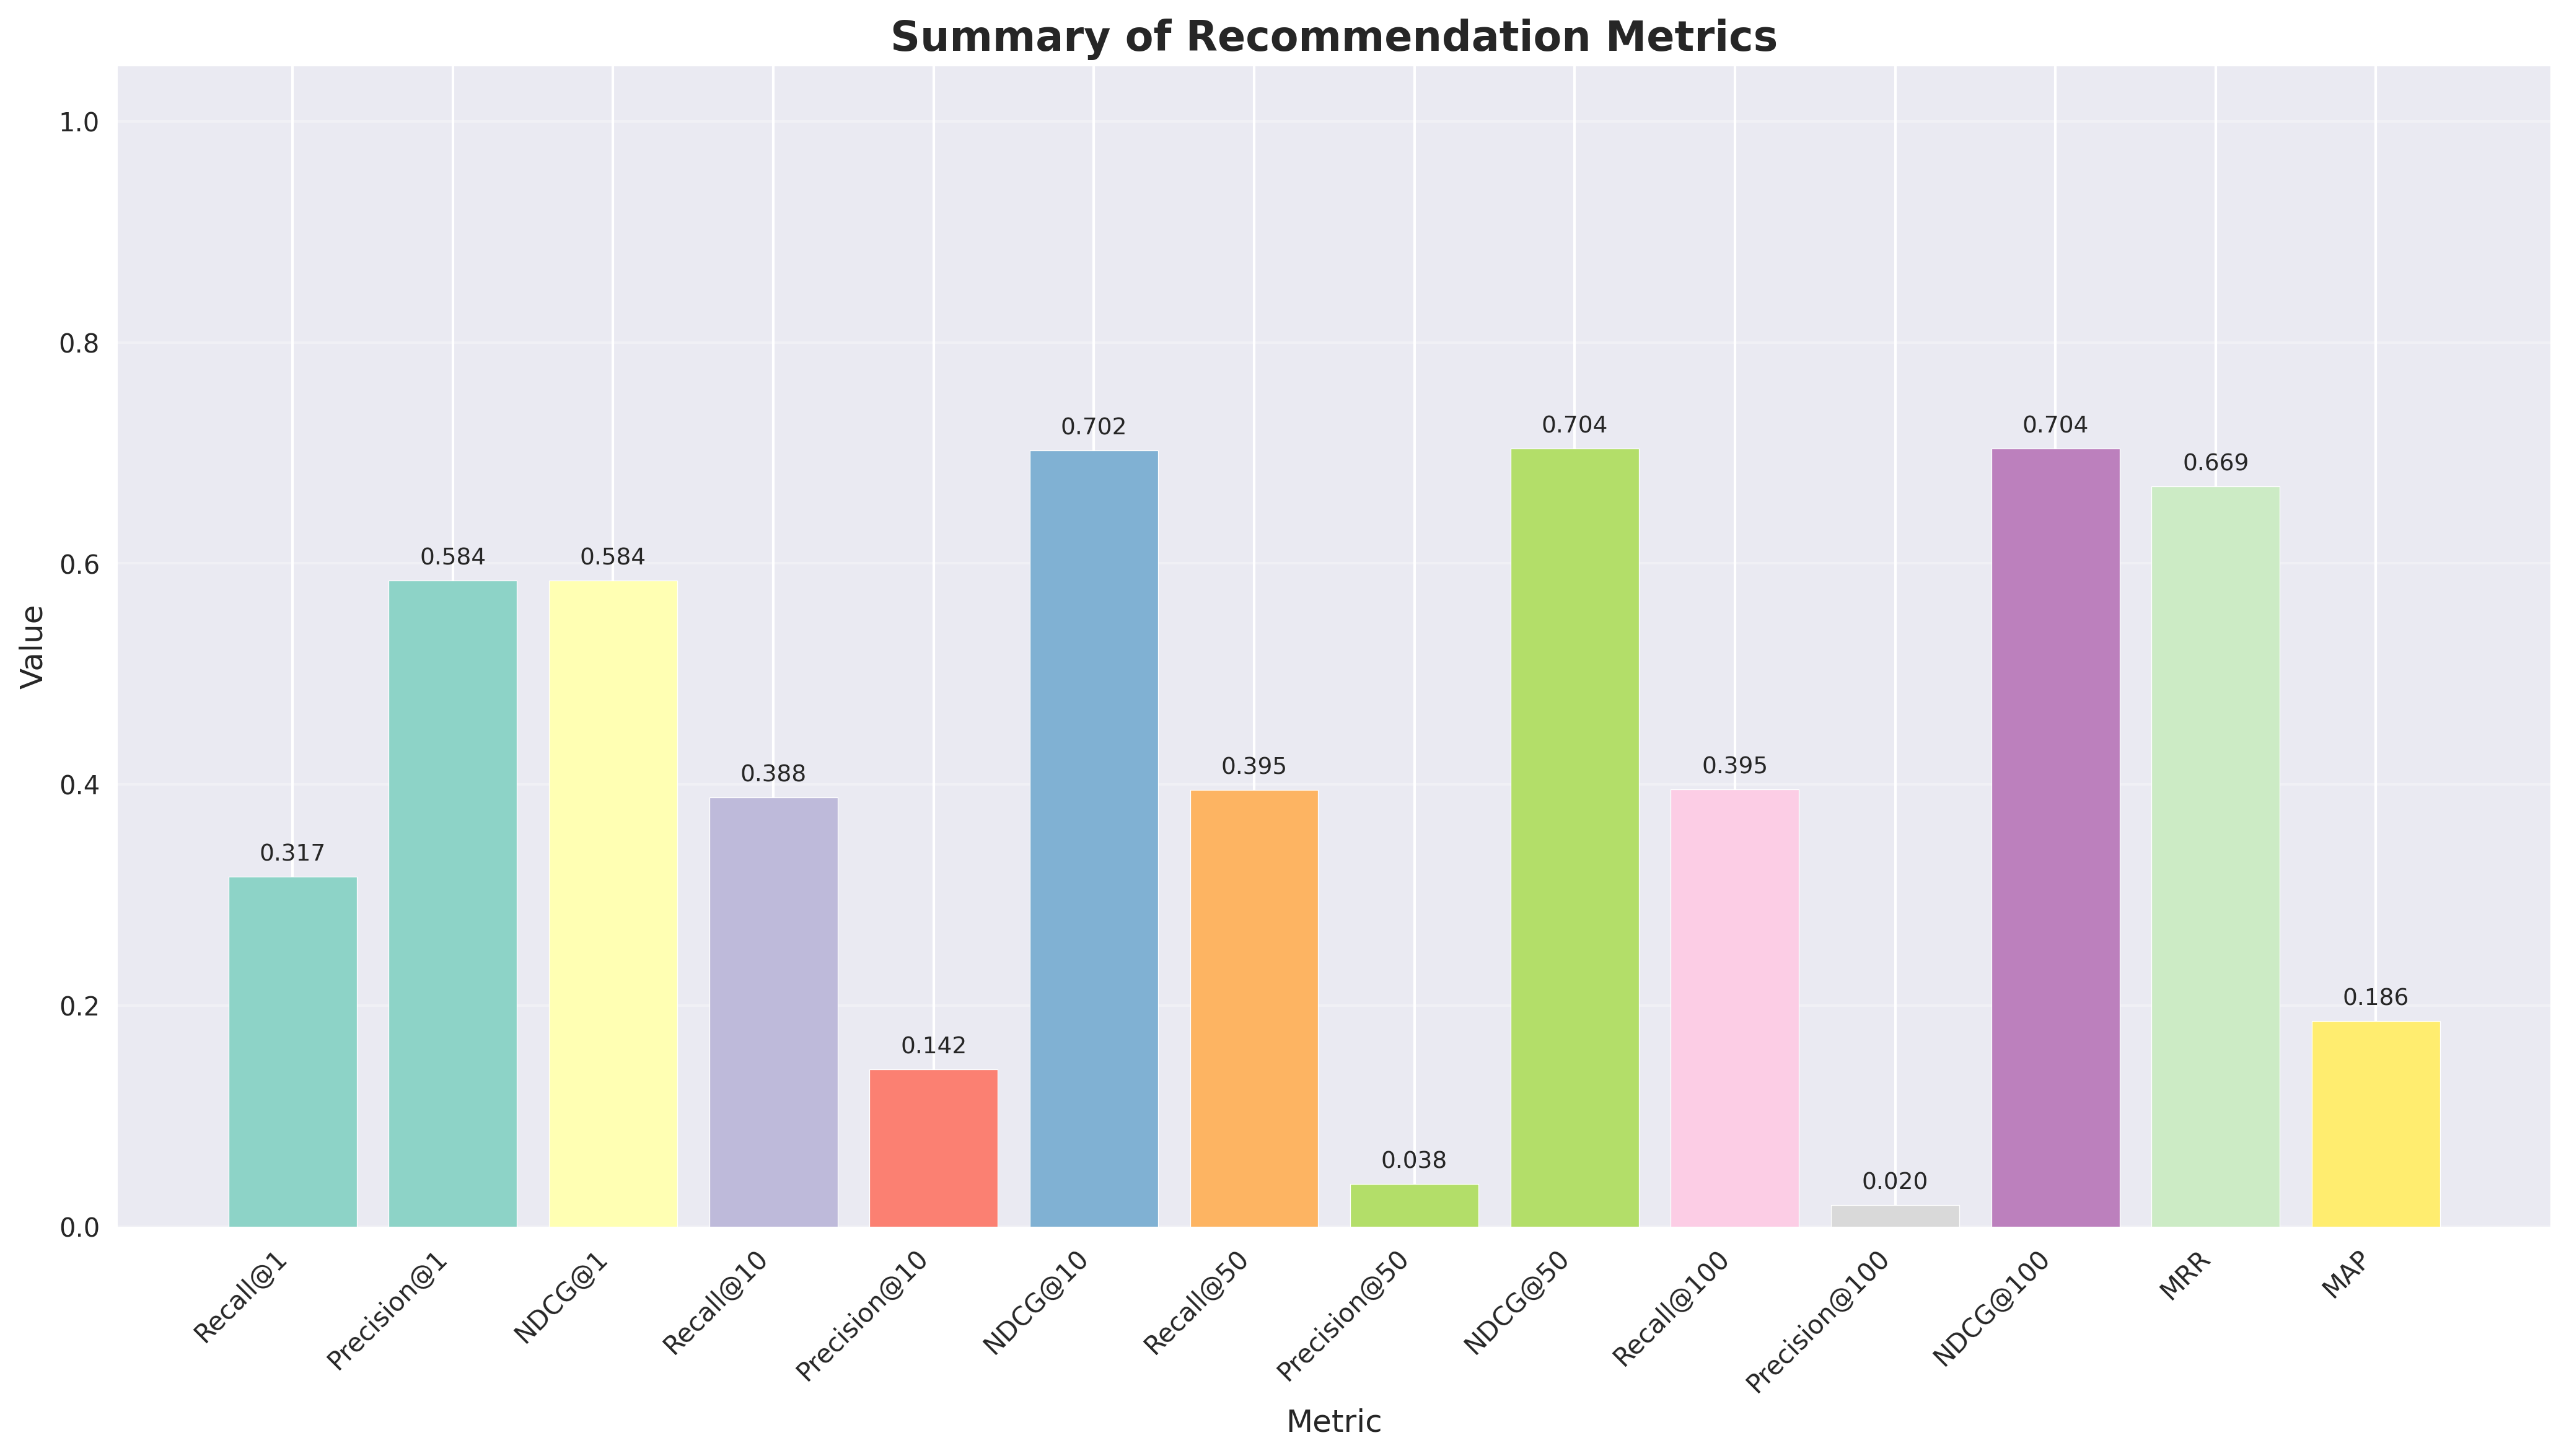 Summary of Recommendation Metrics
Value
1.0
0.8
0.6
0.4
0.2
0.0
0.317
0.584
0.584
0.388
0.142
0.702
0.395
0.038
0.704
0.395
0.020
0.704
0.669
0.186
Recall@1
Precision@1
NDCG@1
Recall@10
Precision@10
NDCG@10
Recall@50
Precision@50
NDCG@50
Recall@100
Precision@100
NDCG@100
MRR
MAP
Metric